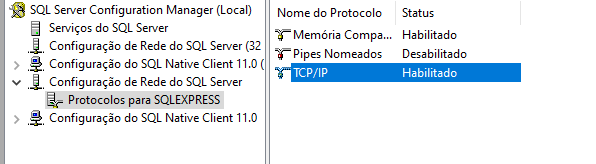 SQL Server Configuration Manager (Local)
Serviços do SQL Server
Configuração de Rede do SQL Server (32
Configuração do SQL Native Client 11.0 (
Configuração de Rede do SQL Server
Protocolos para SQLEXPRESS
Configuração do SQL Native Client 11.0
Nome do Protocolo Status
Memória Compa... Habilitado
Pipes Nomeados Desabilitado
TCP/IP Habilitado